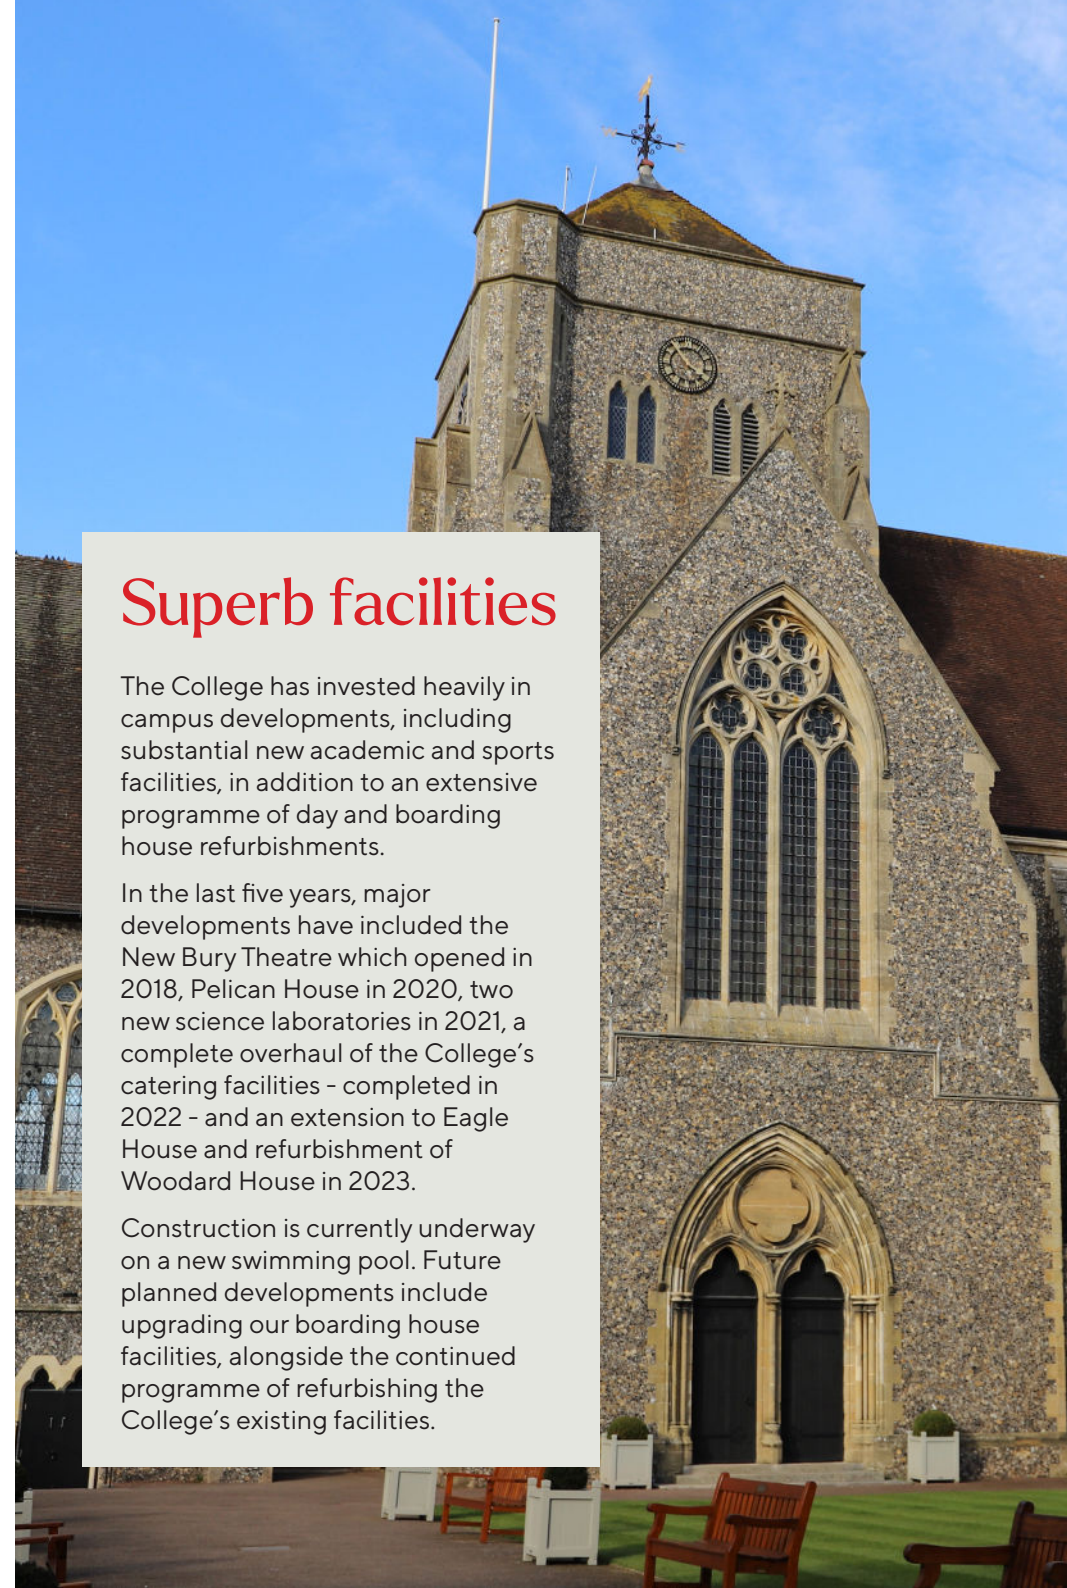 Superb facilities
The College has invested heavily in
campus developments, including
substantial new academic and sports
facilities, in addition to an extensive
programme of day and boarding
house refurbishments.
In the last five years, major
developments have included the
New Bury Theatre which opened in
2018, Pelican House in 2020, two
new science laboratories in 2021, a
complete overhaul of the College's
catering facilities - completed in
2022 - and an extension to Eagle
House and refurbishment of
Woodard House in 2023.
Construction is currently underway
on a new swimming pool. Future
planned developments include
upgrading our boarding house
facilities, alongside the continued
programme of refurbishing the
College's existing facilities.